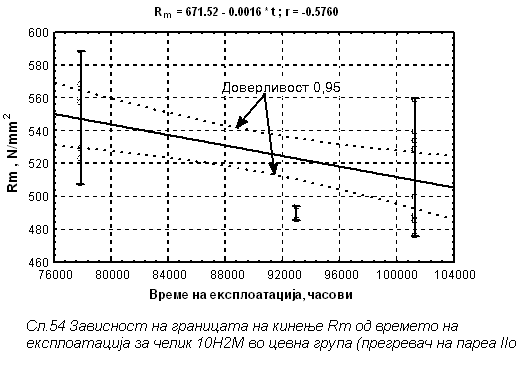 Rm = 671.52 - 0.0016 * t ; r = -0.5760
600
580
560
540
520
500
480
460
Rm , N/mm²
Доверливост 0,95
76000 80000 84000 88000 92000 96000 100000 104000
Време на експлоатација, часови
Сл.54 Зависност на границата на кинење Rm од времето на
експлоатација за челик 10H2M во цевна група (прегревач на пареа IIо